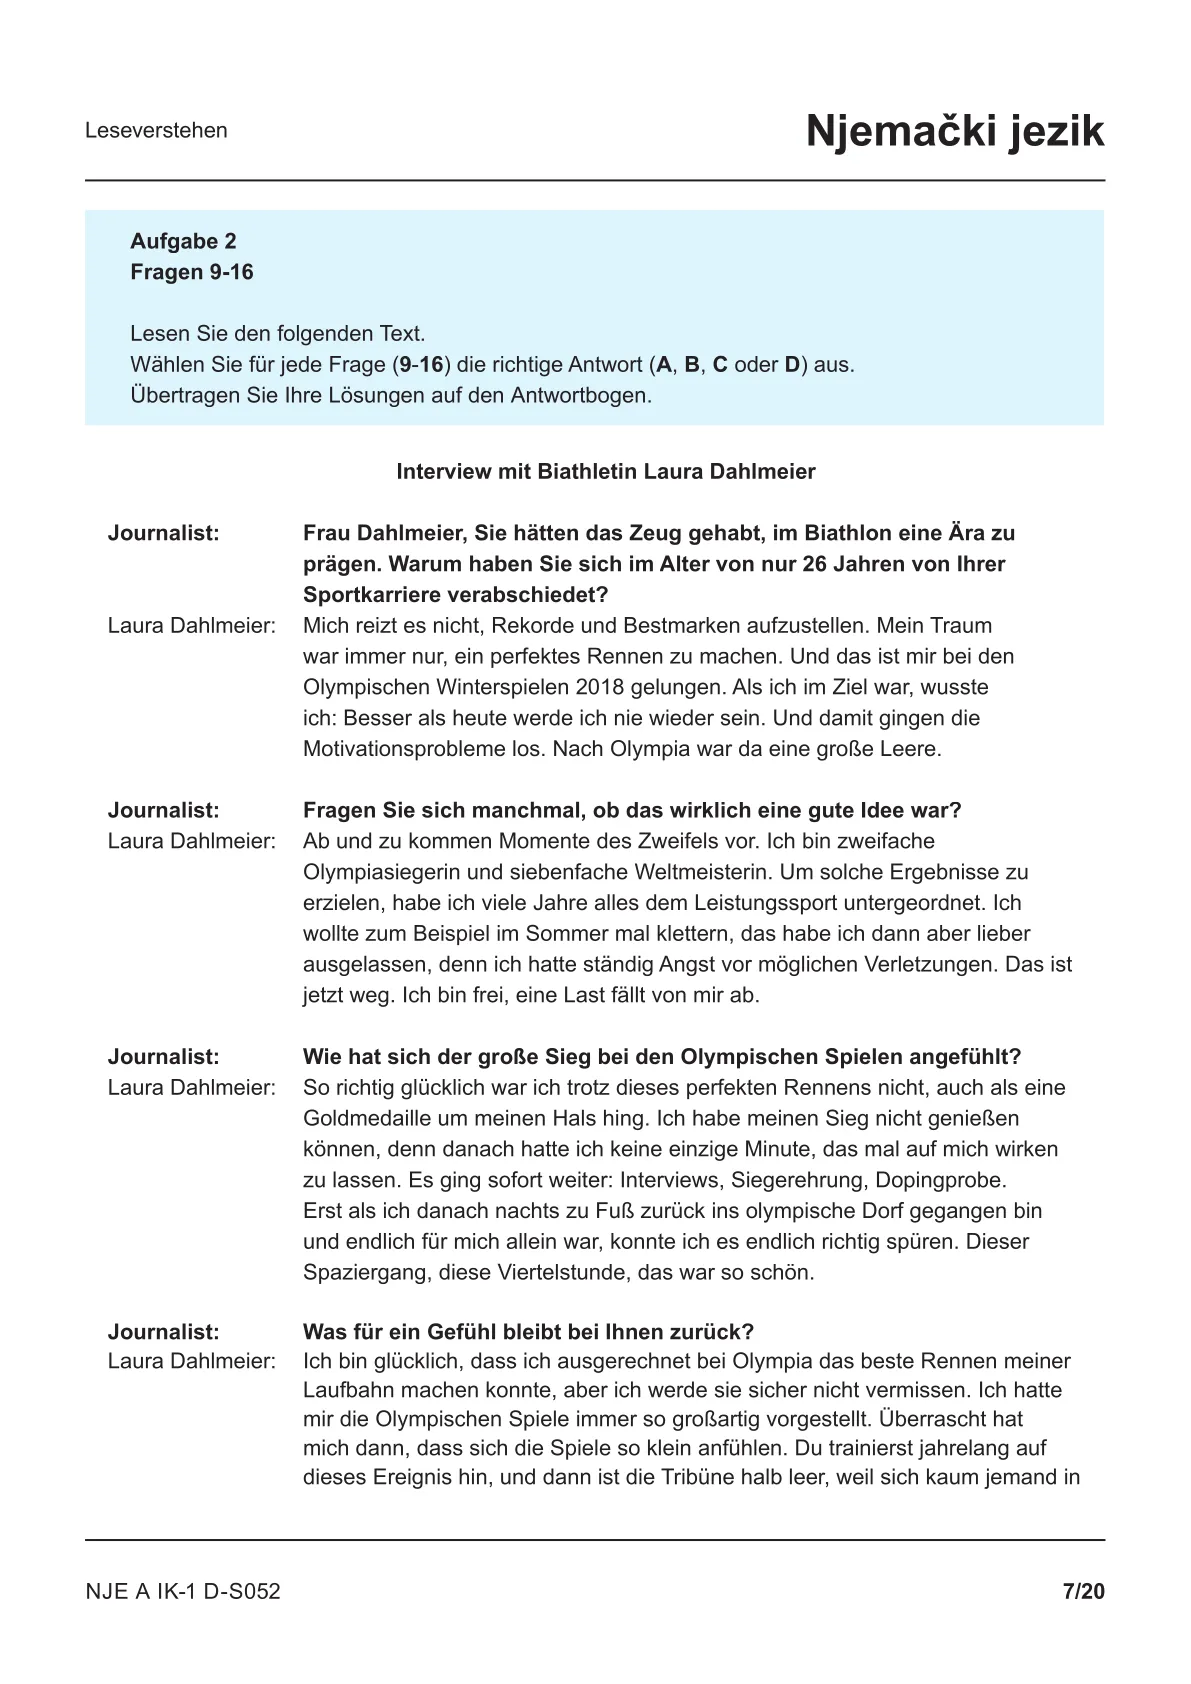 Leseverstehen
Njemački jezik
Aufgabe 2
Fragen 9-16
Lesen Sie den folgenden Text.
Wählen Sie für jede Frage (9-16) die richtige Antwort (A, B, C oder D) aus.
Übertragen Sie Ihre Lösungen auf den Antwortbogen.
Interview mit Biathletin Laura Dahlmeier
Journalist: Frau Dahlmeier, Sie hätten das Zeug gehabt, im Biathlon eine Ära zu
prägen. Warum haben Sie sich im Alter von nur 26 Jahren von Ihrer
Sportkarriere verabschiedet?
Laura Dahlmeier: Mich reizt es nicht, Rekorde und Bestmarken aufzustellen. Mein Traum
war immer nur, ein perfektes Rennen zu machen. Und das ist mir bei den
Olympischen Winterspielen 2018 gelungen. Als ich im Ziel war, wusste
ich: Besser als heute werde ich nie wieder sein. Und damit gingen die
Motivationsprobleme los. Nach Olympia war da eine große Leere.
Journalist: Fragen Sie sich manchmal, ob das wirklich eine gute Idee war?
Laura Dahlmeier: Ab und zu kommen Momente des Zweifels vor. Ich bin zweifache
Olympiasiegerin und siebenfache Weltmeisterin. Um solche Ergebnisse zu
erzielen, habe ich viele Jahre alles dem Leistungssport untergeordnet. Ich
wollte zum Beispiel im Sommer mal klettern, das habe ich dann aber lieber
ausgelassen, denn ich hatte ständig Angst vor möglichen Verletzungen. Das ist
jetzt weg. Ich bin frei, eine Last fällt von mir ab.
Journalist: Wie hat sich der große Sieg bei den Olympischen Spielen angefühlt?
Laura Dahlmeier: So richtig glücklich war ich trotz dieses perfekten Rennens nicht, auch als eine
Goldmedaille um meinen Hals hing. Ich habe meinen Sieg nicht genießen
können, denn danach hatte ich keine einzige Minute, das mal auf mich wirken
zu lassen. Es ging sofort weiter: Interviews, Siegerehrung, Dopingprobe.
Erst als ich danach nachts zu Fuß zurück ins olympische Dorf gegangen bin
und endlich für mich allein war, konnte ich es endlich richtig spüren. Dieser
Spaziergang, diese Viertelstunde, das war so schön.
Journalist: Was für ein Gefühl bleibt bei Ihnen zurück?
Laura Dahlmeier: Ich bin glücklich, dass ich ausgerechnet bei Olympia das beste Rennen meiner
Laufbahn machen konnte, aber ich werde sie sicher nicht vermissen. Ich hatte
mir die Olympischen Spiele immer so großartig vorgestellt. Überrascht hat
mich dann, dass sich die Spiele so klein anfühlen. Du trainierst jahrelang auf
dieses Ereignis hin, und dann ist die Tribüne halb leer, weil sich kaum jemand in
NJE A IK-1 D-S052
7/20